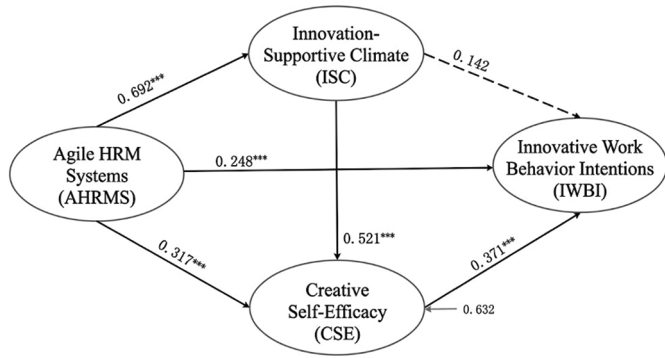 Innovation-
Supportive Climate
(ISC)
0.692***
0.142
Agile HRM
Systems
(AHRMS)
0.248***
Innovative Work
Behavior Intentions
(IWBI)
0.317***
0.521***
0.371***
Creative
Self-Efficacy
(CSE)
0.632